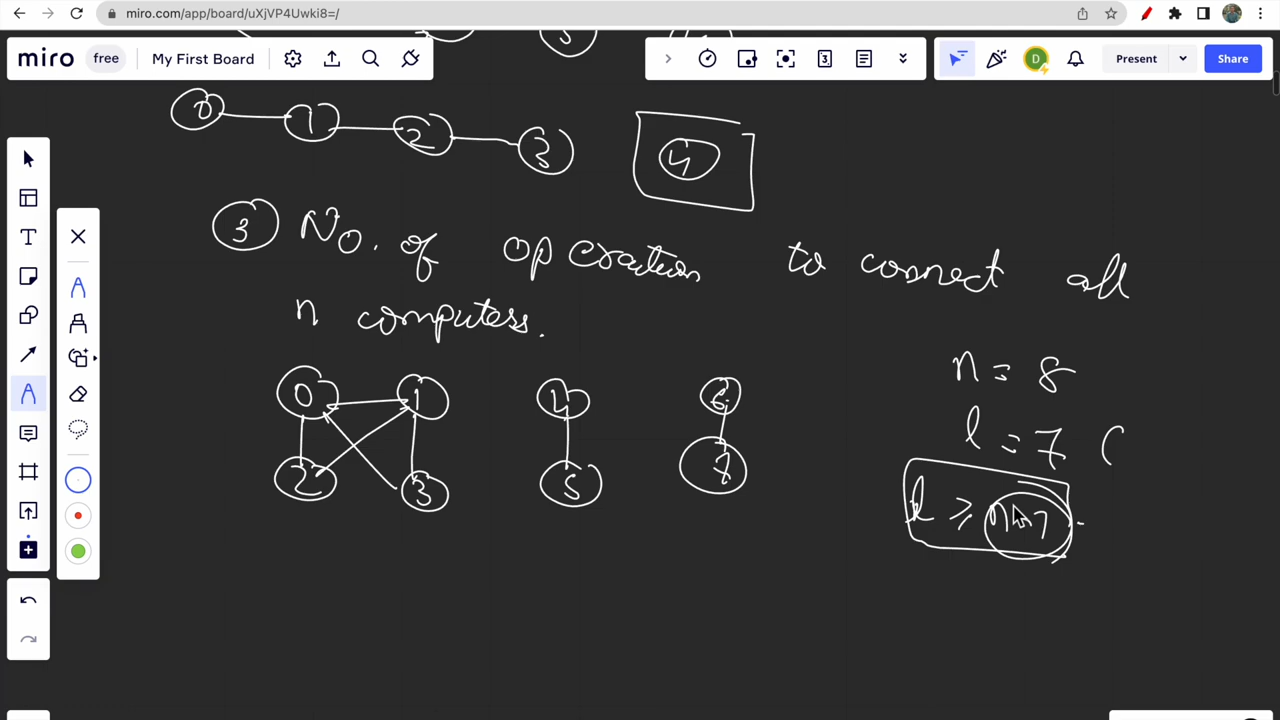 miro.com/app/board/uXjVP4Uwki8=/
miro free My First Board
3 D Present Share
0 1 2 3 4
3 No. of operation to connect all
n computers.
n = 8
0 1 4 6
l = 7 (
2 3 5 7
l ≥ n-1